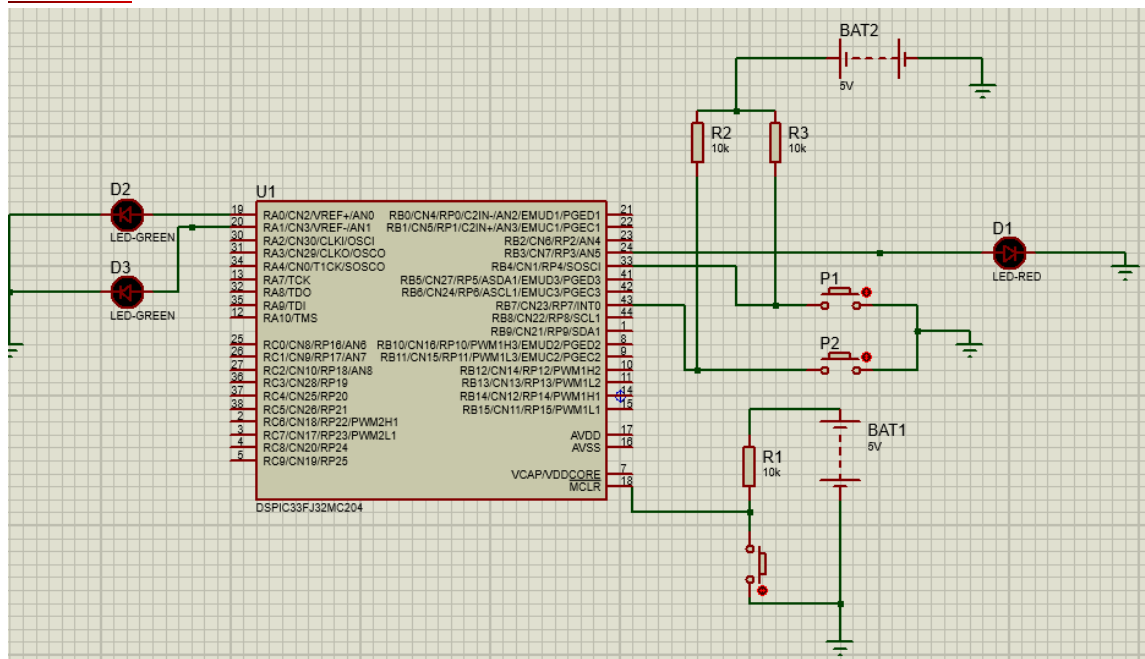 BAT2
5V
R2
10k
R3
10k
D2
LED-GREEN
D3
LED-GREEN
U1
19
20
30
31
34
13
32
35
12
25
26
27
36
37
38
2
3
4
5
RA0/CN2/VREF+/AN0
RA1/CN3/VREF-/AN1
RA2/CN30/CLKI/OSCI
RA3/CN29/CLKO/OSCO
RA4/CN0/T1CK/SOSCO
RA7/TCK
RA8/TDO
RA9/TDI
RA10/TMS
RC0/CN8/RP16/AN6
RC1/CN9/RP17/AN7
RC2/CN10/RP18/AN8
RC3/CN28/RP19
RC4/CN25/RP20
RC5/CN26/RP21
RC6/CN18/RP22/PWM2H1
RC7/CN17/RP23/PWM2L1
RC8/CN20/RP24
RC9/CN19/RP25
RB0/CN4/RP0/C2IN-/AN2/EMUD1/PGED1
RB1/CN5/RP1/C2IN+/AN3/EMUC1/PGEC1
RB2/CN6/RP2/AN4
RB3/CN7/RP3/AN5
RB4/CN1/RP4/SOSCI
RB5/CN27/RP5/ASDA1/EMUD3/PGED3
RB6/CN24/RP6/ASCL1/EMUC3/PGEC3
RB7/CN23/RP7/INT0
RB8/CN22/RP8/SCL1
RB9/CN21/RP9/SDA1
RB10/CN16/RP10/PWM1H3/EMUD2/PGED2
RB11/CN15/RP11/PWM1L3/EMUC2/PGEC2
RB12/CN14/RP12/PWM1H2
RB13/CN13/RP13/PWM1L2
RB14/CN12/RP14/PWM1H1
RB15/CN11/RP15/PWM1L1
AVDD
AVSS
VCAP/VDDCORE
MCLR
21
22
23
24
33
41
42
43
44
1
8
9
10
11
14
15
17
16
7
18
DSPIC33FJ32MC204
D1
LED-RED
P1
P2
R1
10k
BAT1
5V